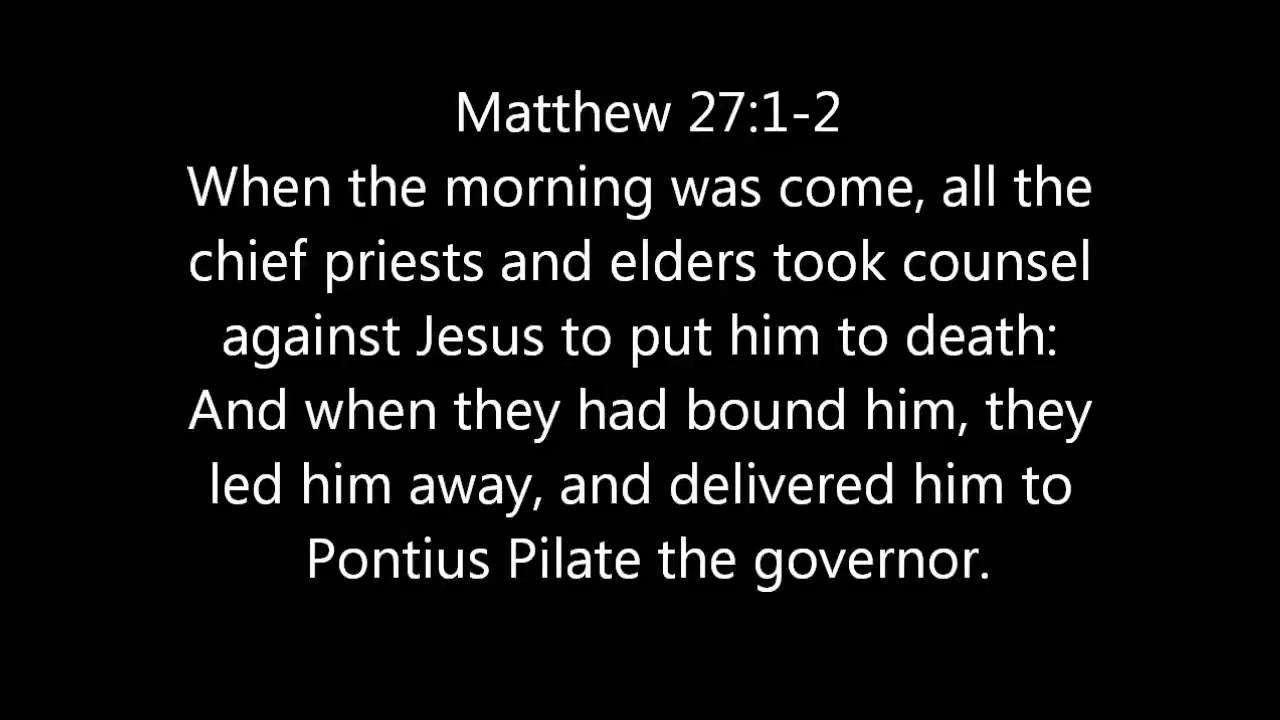 Matthew 27:1-2
When the morning was come, all the
chief priests and elders took counsel
against Jesus to put him to death:
And when they had bound him, they
led him away, and delivered him to
Pontius Pilate the governor.